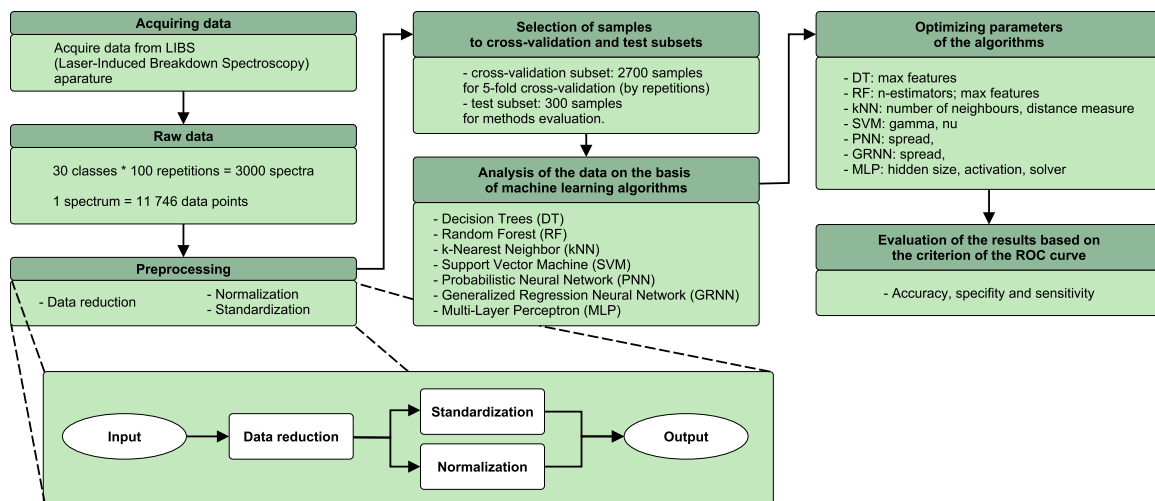 Acquiring data
Acquire data from LIBS
(Laser-Induced Breakdown Spectroscopy)
aparature
Raw data
30 classes * 100 repetitions = 3000 spectra
1 spectrum = 11 746 data points
Preprocessing
- Data reduction
- Normalization
- Standardization
Selection of samples
to cross-validation and test subsets
- cross-validation subset: 2700 samples
for 5-fold cross-validation (by repetitions)
- test subset: 300 samples
for methods evaluation.
Analysis of the data on the basis
of machine learning algorithms
- Decision Trees (DT)
- Random Forest (RF)
- k-Nearest Neighbor (kNN)
- Support Vector Machine (SVM)
- Probabilistic Neural Network (PNN)
- Generalized Regression Neural Network (GRNN)
- Multi-Layer Perceptron (MLP)
Optimizing parameters
of the algorithms
- DT: max features
- RF: n-estimators; max features
- kNN: number of neighbours, distance measure
- SVM: gamma, nu
- PNN: spread,
- GRNN: spread,
- MLP: hidden size, activation, solver
Evaluation of the results based on
the criterion of the ROC curve
- Accuracy, specifity and sensitivity
Input
Data reduction
Standardization
Normalization
Output